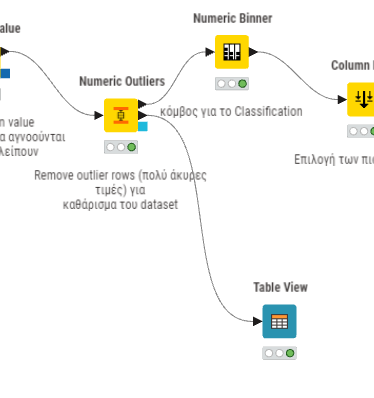 Numeric Binner
alue
Column
Numeric Outliers
κόμβος για το Classification
n value
α αγνοούνται
λείπουν
Επιλογή των πι
Remove outlier rows (πολύ άκυρες
τιμές) για
καθάρισμα του dataset
Table View